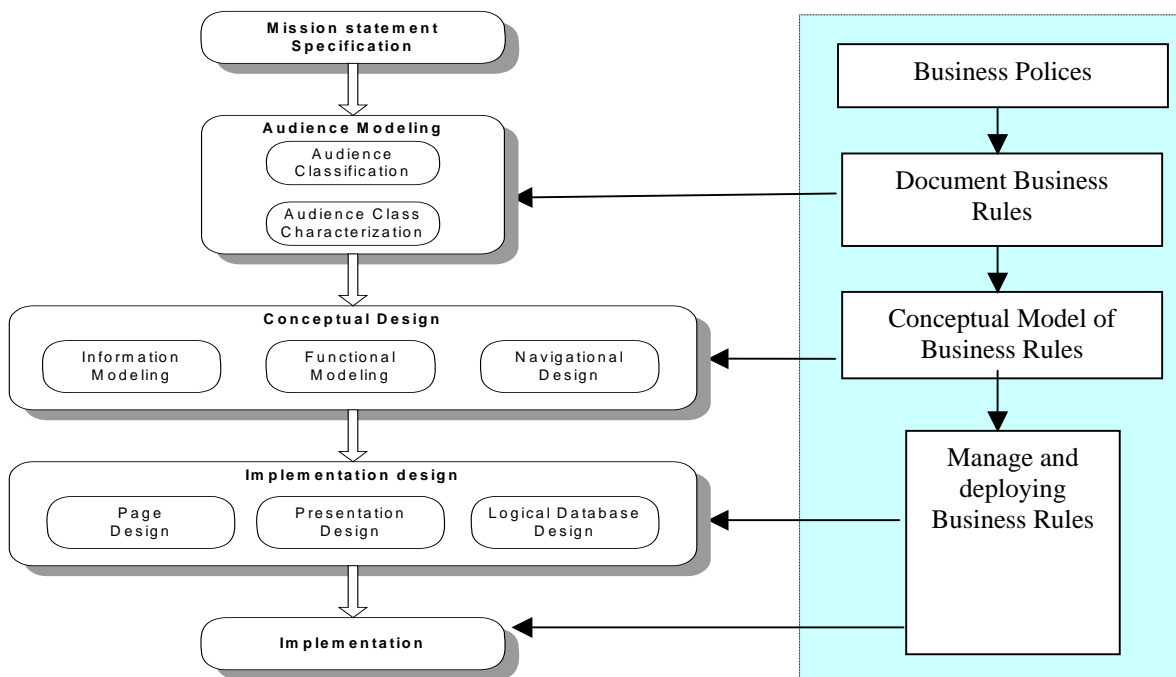 Mission statement
Specification
Audience Modeling
Audience
Classification
Audience Class
Characterization
Conceptual Design
Information
Modeling
Functional
Modeling
Navigational
Design
Implementation design
Page
Design
Presentation
Design
Logical Database
Design
Implementation
Business Polices
Document Business
Rules
Conceptual Model of
Business Rules
Manage and
deploying
Business Rules